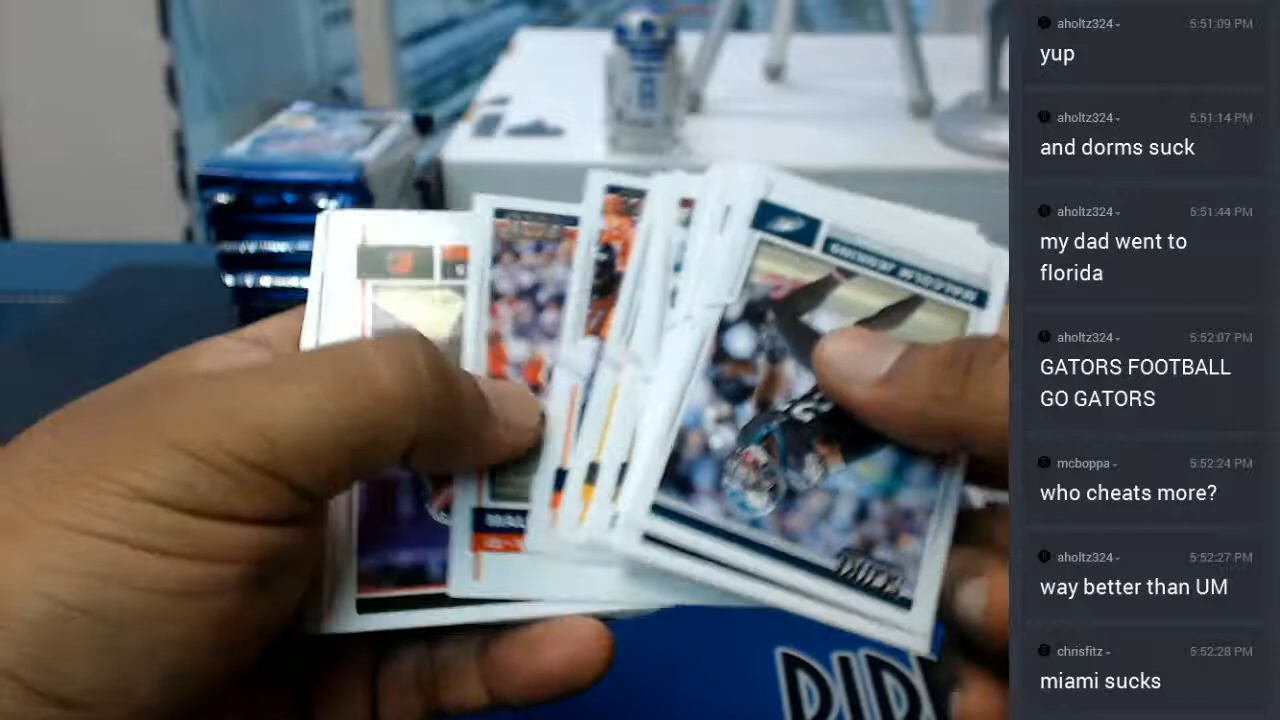 aholtz324
5:51:09 PM
yup
aholtz324
5:51:14 PM
and dorms suck
aholtz324
5:51:44 PM
my dad went to
florida
aholtz324
5:52:07 PM
GATORS FOOTBALL
GO GATORS
mcboppa
5:52:24 PM
who cheats more?
aholtz324
5:52:27 PM
way better than UM
chrisfitz
5:52:28 PM
miami sucks